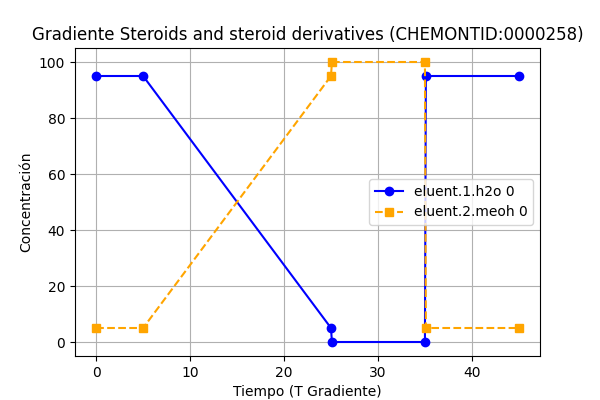 Gradiente Steroids and steroid derivatives (CHEMONTID:0000258)
100
80
60
40
20
0
Concentración
eluent.1.h2o 0
eluent.2.meoh 0
0 10 20 30 40
Tiempo (T Gradiente)